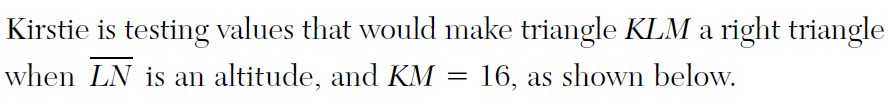 Kirstie is testing values that would make triangle KLM a right triangle
when \overline{LN} is an altitude, and KM = 16, as shown below.